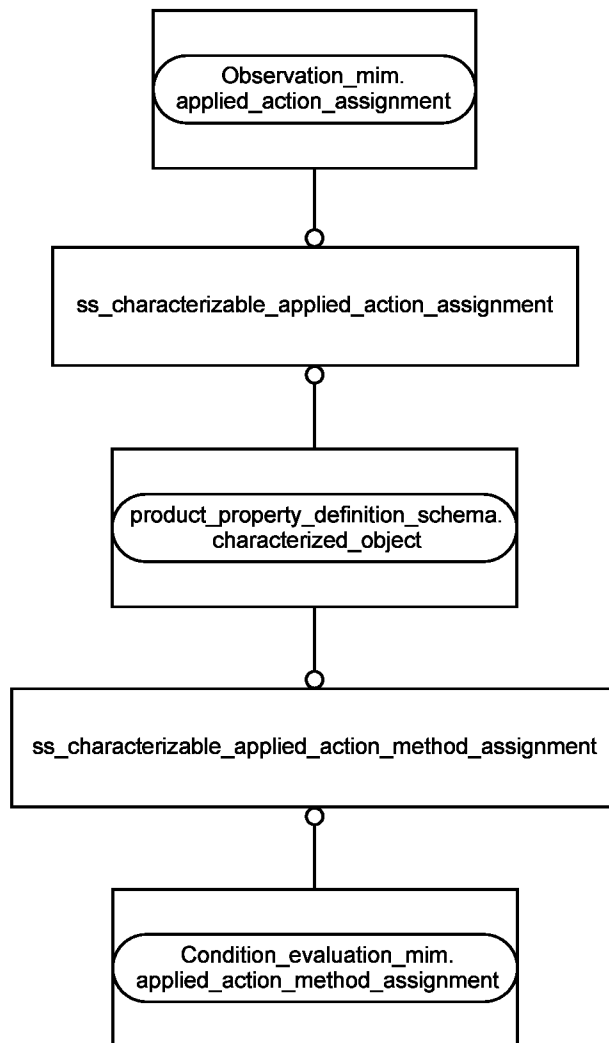 Observation_mim.
applied_action_assignment
ss_characterizable_applied_action_assignment
product_property_definition_schema.
characterized_object
ss_characterizable_applied_action_method_assignment
Condition_evaluation_mim.
applied_action_method_assignment